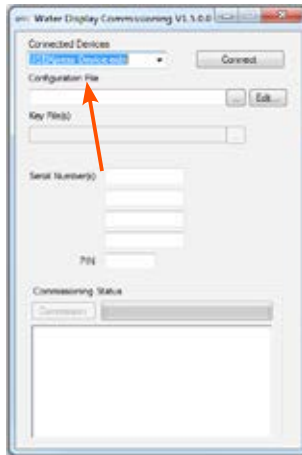 Water Display Commissioning V1.5.0.0
Connected Devices
Connect
Configuration File
... Edit...
Key File(s)
...
Serial Number(s)
PIN
Commissioning Status
Commission